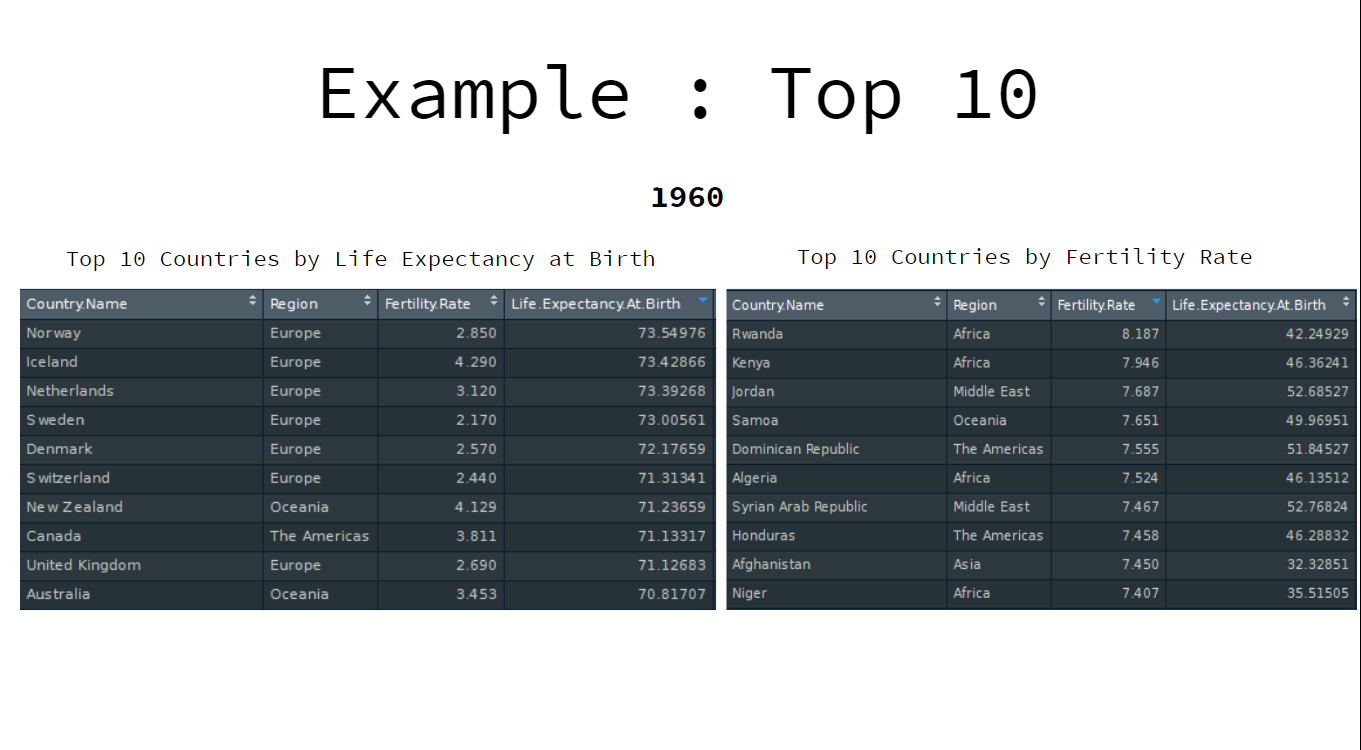 Example : Top 10
1960
Top 10 Countries by Life Expectancy at Birth
Country.Name Region Fertility.Rate Life.Expectancy.At.Birth
Norway Europe 2.850 73.54976
Iceland Europe 4.290 73.42866
Netherlands Europe 3.120 73.39268
Sweden Europe 2.170 73.00561
Denmark Europe 2.570 72.17659
Switzerland Europe 2.440 71.31341
New Zealand Oceania 4.129 71.23659
Canada The Americas 3.811 71.13317
United Kingdom Europe 2.690 71.12683
Australia Oceania 3.453 70.81707
Top 10 Countries by Fertility Rate
Country.Name Region Fertility.Rate Life.Expectancy.At.Birth
Rwanda Africa 8.187 42.24929
Kenya Africa 7.946 46.36241
Jordan Middle East 7.687 52.68527
Samoa Oceania 7.651 49.96951
Dominican Republic The Americas 7.555 51.84527
Algeria Africa 7.524 46.13512
Syrian Arab Republic Middle East 7.467 52.76824
Honduras The Americas 7.458 46.28832
Afghanistan Asia 7.450 32.32851
Niger Africa 7.407 35.51505